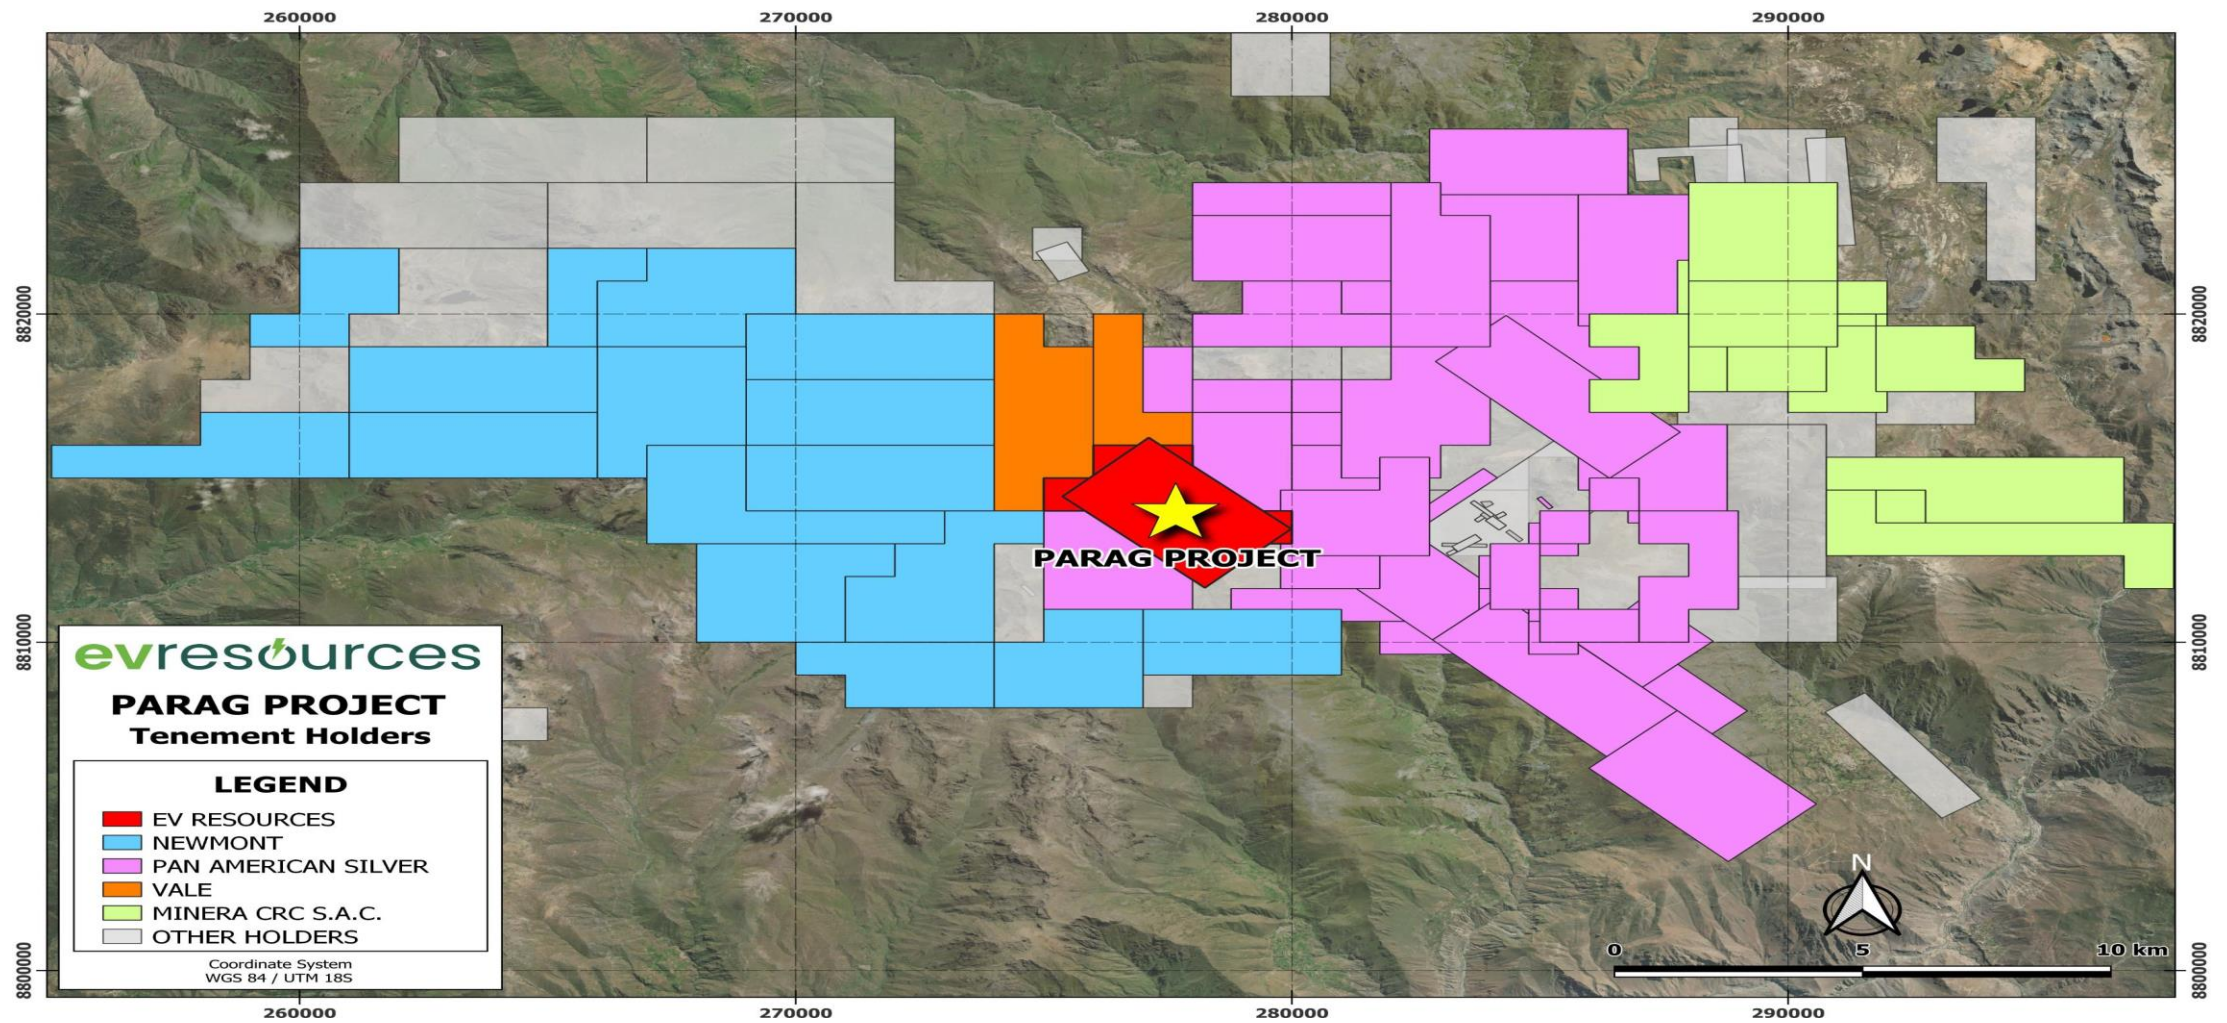 260000 270000 280000 290000
8820000 8820000
8810000 8810000
8800000 8800000
PARAG PROJECT
evresources
PARAG PROJECT
Tenement Holders
LEGEND
EV RESOURCES
NEWMONT
PAN AMERICAN SILVER
VALE
MINERA CRC S.A.C.
OTHER HOLDERS
Coordinate System
WGS 84 / UTM 18S
N
0 5 10 km
260000 270000 280000 290000